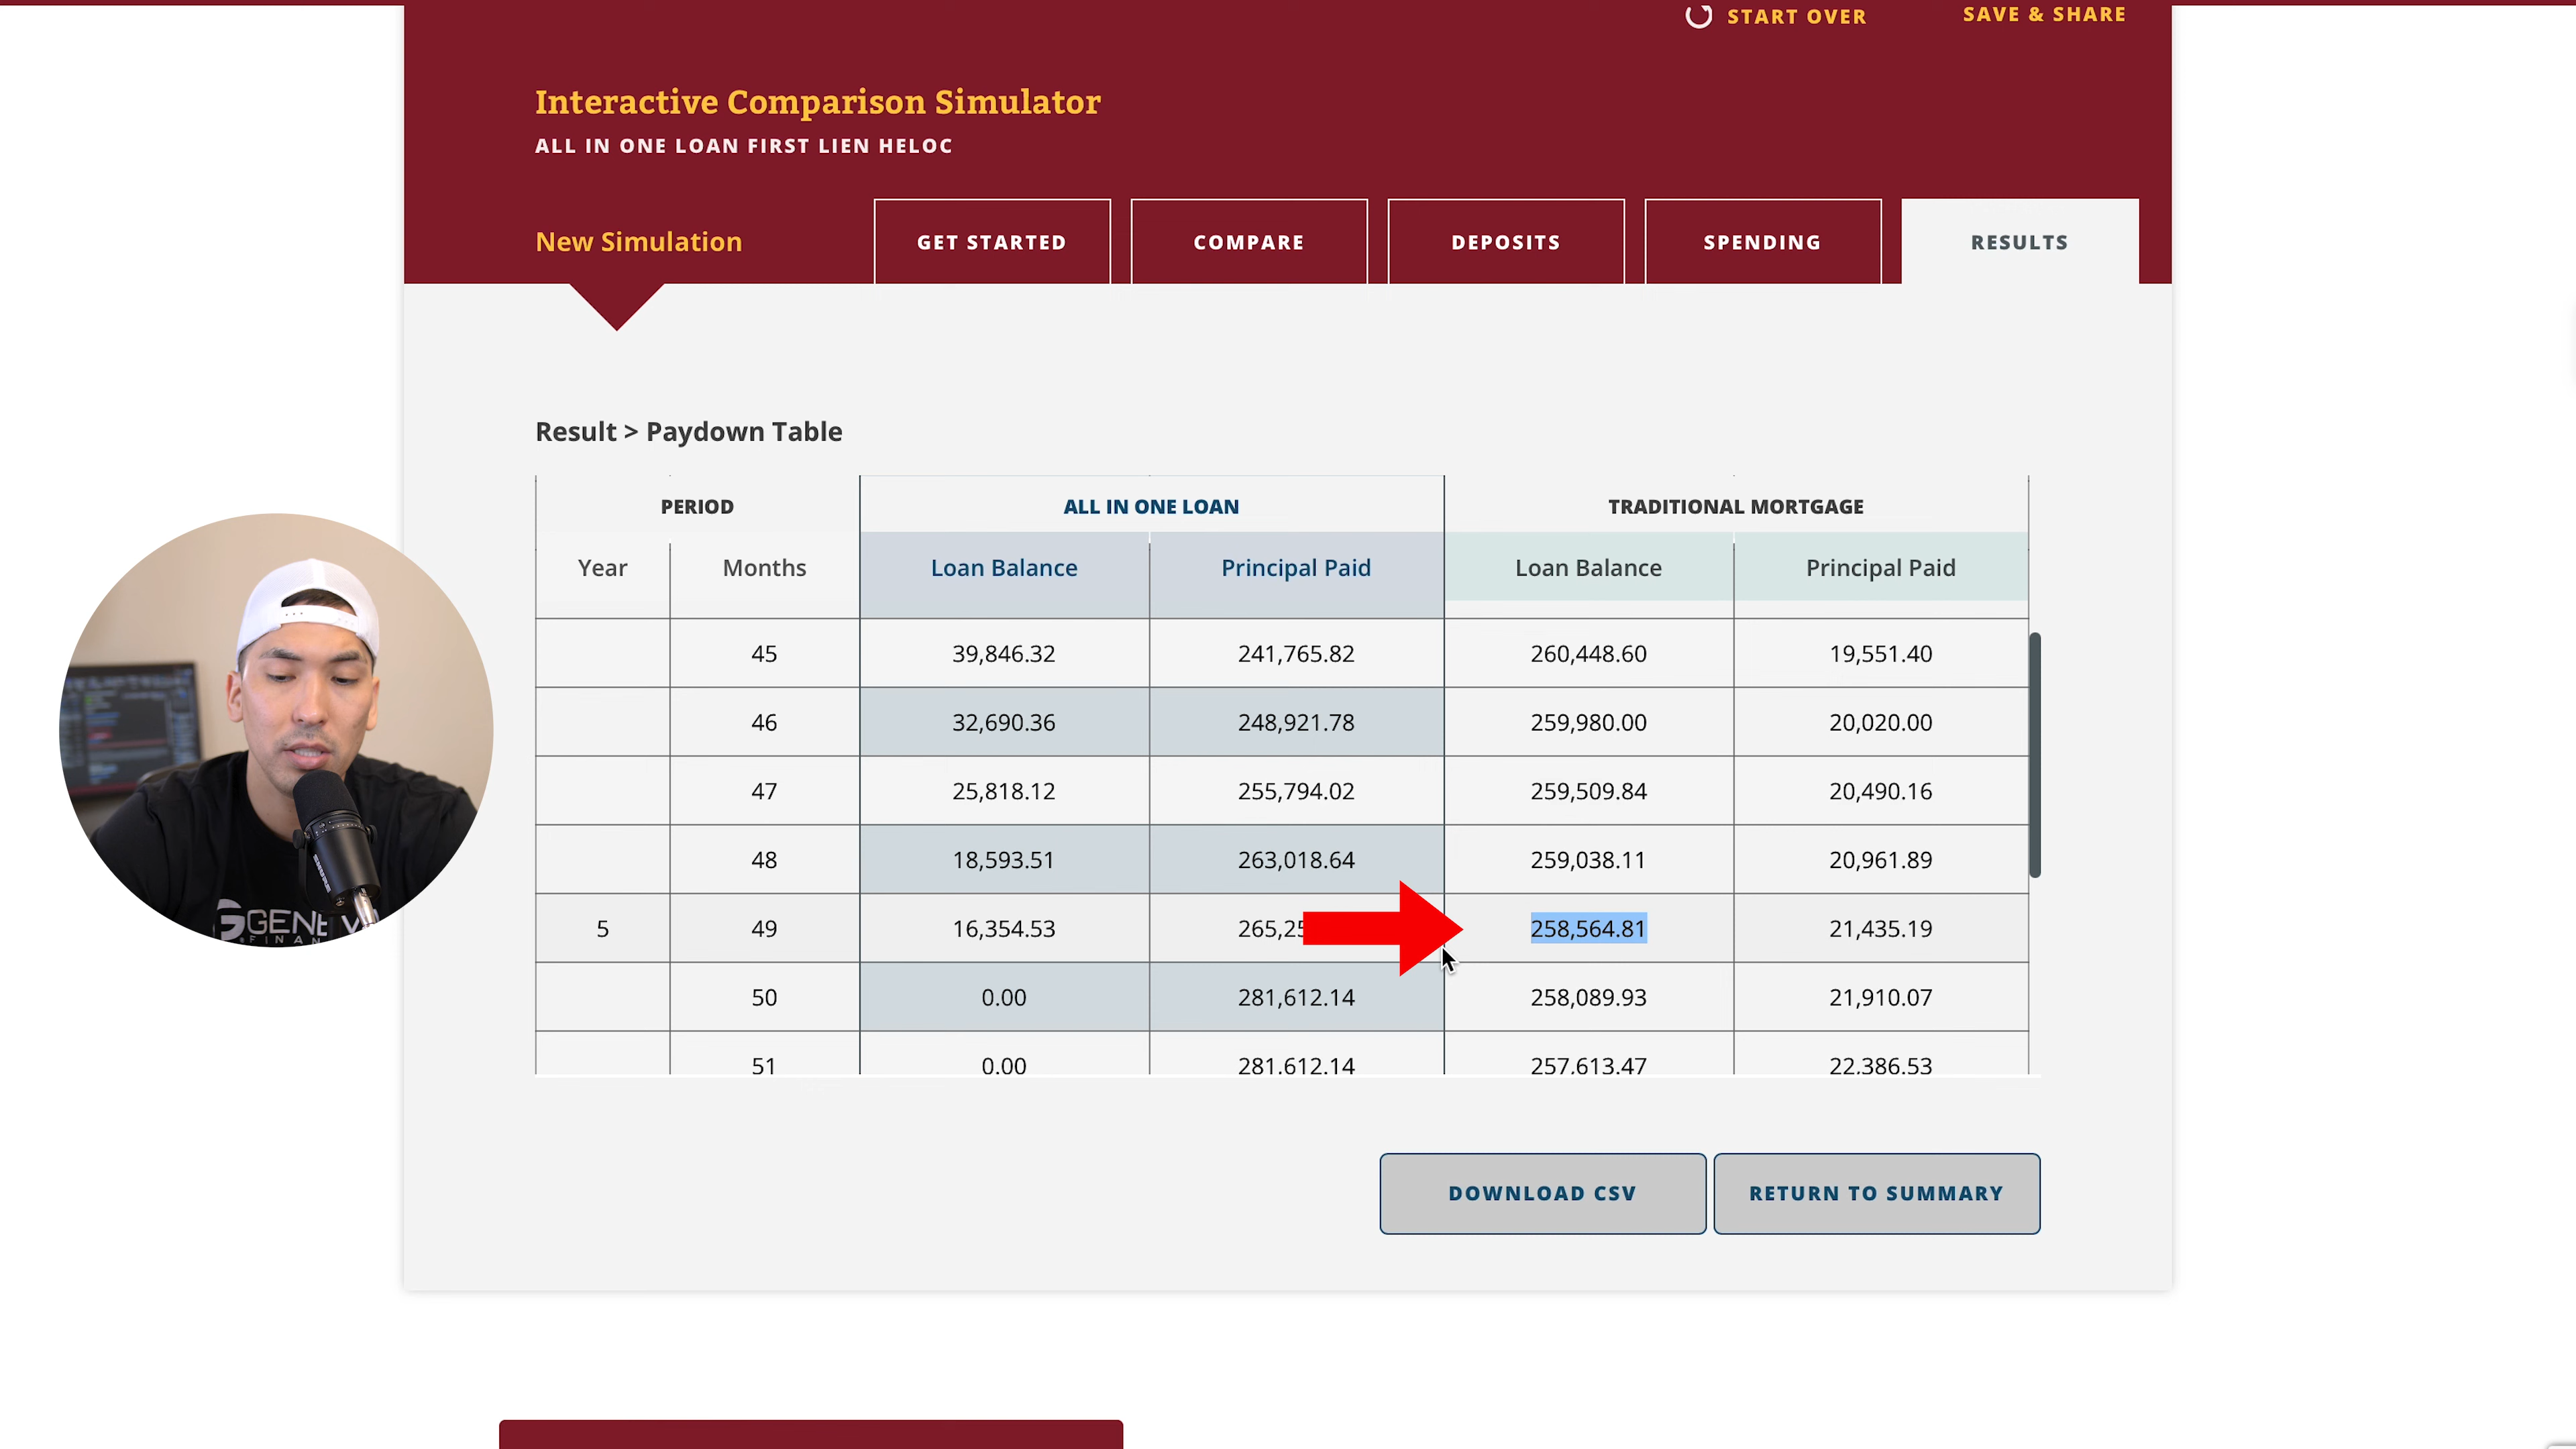 START OVER
SAVE & SHARE
Interactive Comparison Simulator
ALL IN ONE LOAN FIRST LIEN HELOC
New Simulation
GET STARTED
COMPARE
DEPOSITS
SPENDING
RESULTS
Result > Paydown Table
PERIOD ALL IN ONE LOAN TRADITIONAL MORTGAGE
Year Months Loan Balance Principal Paid Loan Balance Principal Paid
45 39,846.32 241,765.82 260,448.60 19,551.40
46 32,690.36 248,921.78 259,980.00 20,020.00
47 25,818.12 255,794.02 259,509.84 20,490.16
48 18,593.51 263,018.64 259,038.11 20,961.89
5 49 16,354.53 265,25 258,564.81 21,435.19
50 0.00 281,612.14 258,089.93 21,910.07
51 0.00 281,612.14 257,613.47 22,386.53
DOWNLOAD CSV
RETURN TO SUMMARY